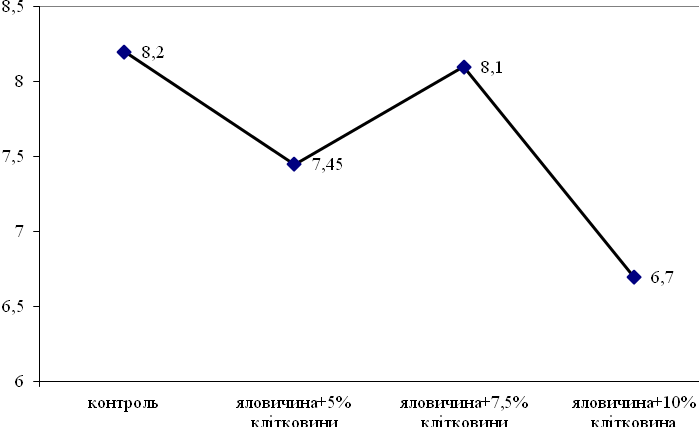 8,5
8
7,5
7
6,5
6
8,2
7,45
8,1
6,7
контроль
яловичина+5%
клітковини
яловичина+7,5%
клітковини
яловичина+10%
клітковина